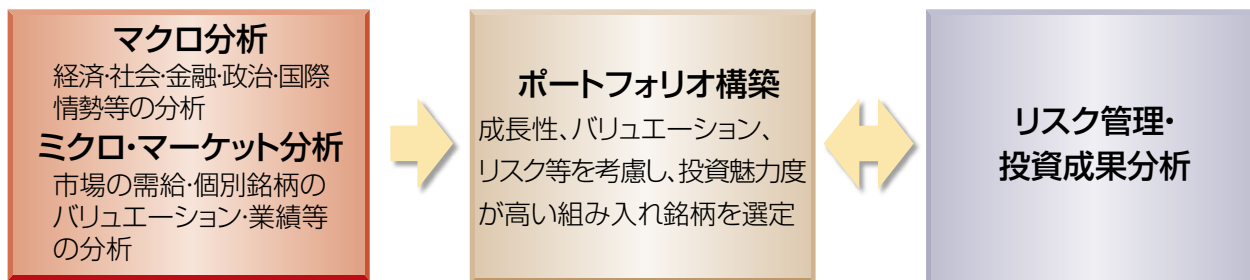 マクロ分析
経済・社会・金融・政治・国際
情勢等の分析
ミクロ・マーケット分析
市場の需給・個別銘柄の
バリュエーション・業績等
の分析
ポートフォリオ構築
成長性、バリュエーション、
リスク等を考慮し、投資魅力度
が高い組み入れ銘柄を選定
リスク管理・
投資成果分析